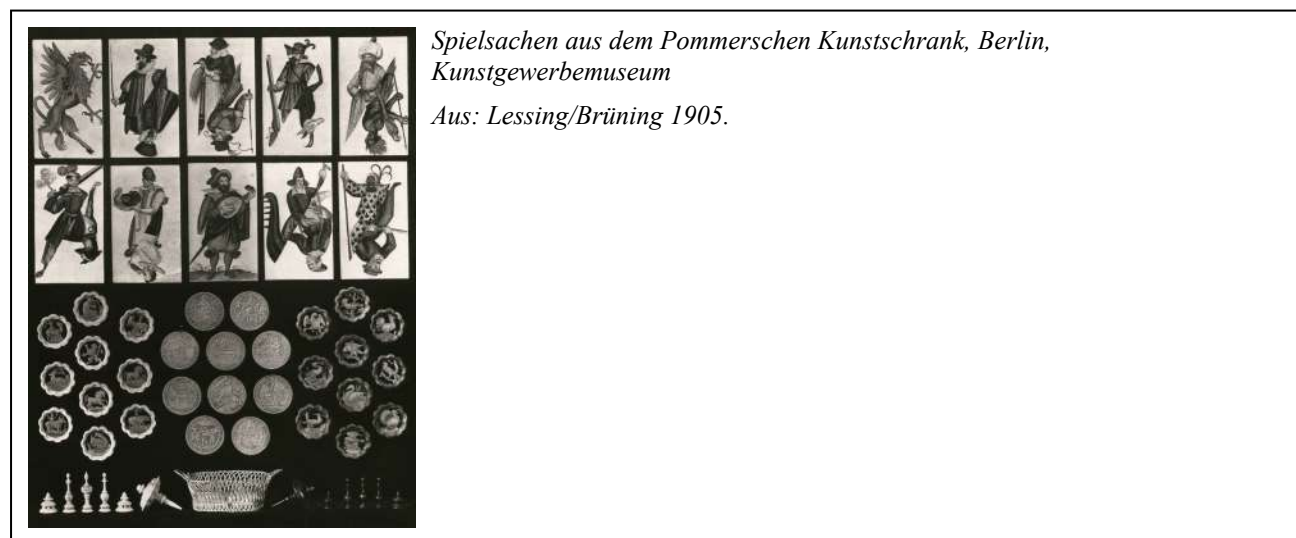 Spielsachen aus dem Pommerschen Kunstschrank, Berlin,
Kunstgewerbemuseum
Aus: Lessing/Brüning 1905.